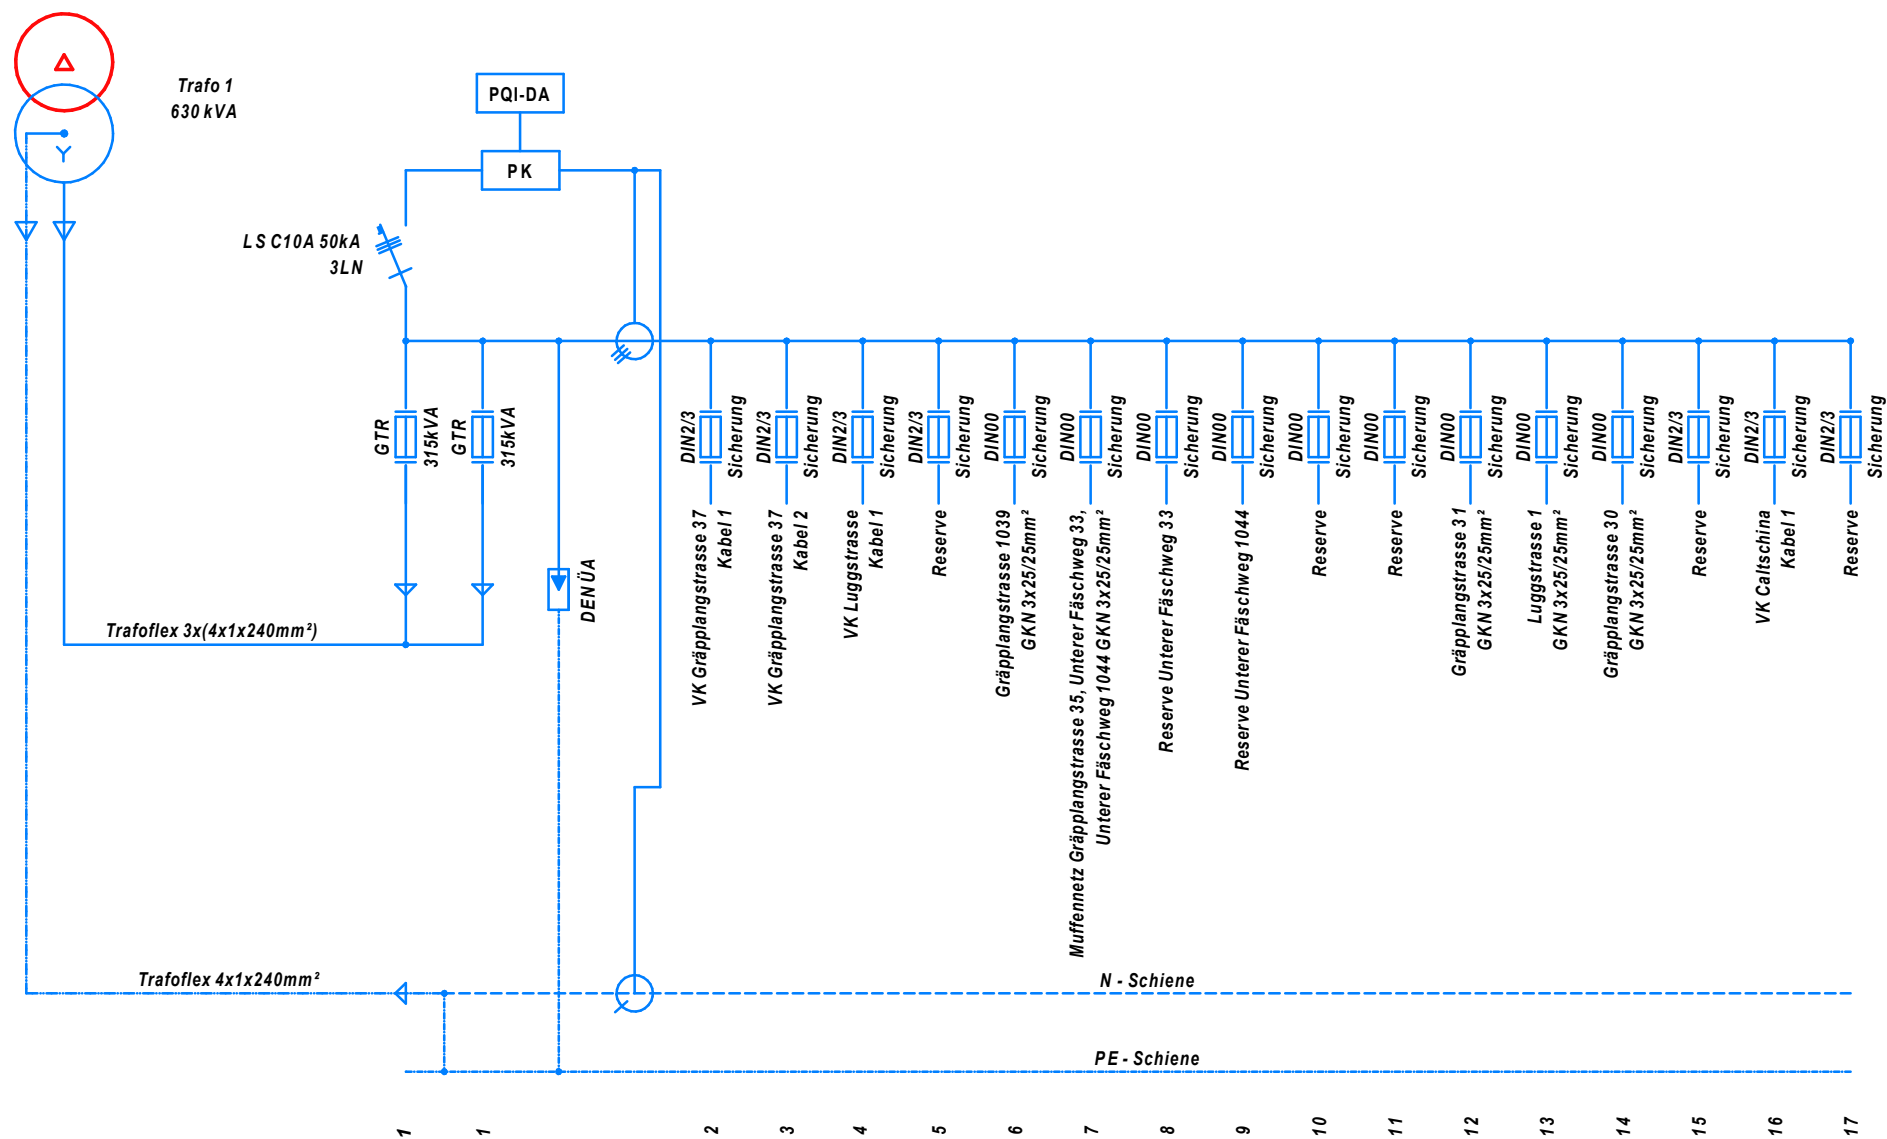 Trafo 1
630 kVA
PQI-DA
PK
LS C10A 50kA
3LN
GTR
315kVA
GTR
315kVA
DEN ÜA
DIN2/3
Sicherung
VK Gräpplangstrasse 37
Kabel 1
DIN2/3
Sicherung
VK Gräpplangstrasse 37
Kabel 2
DIN2/3
Sicherung
VK Luggstrasse
Kabel 1
DIN2/3
Sicherung
Reserve
DIN00
Sicherung
Gräpplangstrasse 1039
GKN 3x25/25mm²
DIN00
Sicherung
Muffennetz Gräpplangstrasse 35, Unterer Fäschweg 33,
Unterer Fäschweg 1044 GKN 3x25/25mm²
DIN00
Sicherung
Reserve Unterer Fäschweg 33
DIN00
Sicherung
Reserve Unterer Fäschweg 1044
DIN00
Sicherung
Reserve
DIN00
Sicherung
Reserve
DIN00
Sicherung
Gräpplangstrasse 31
GKN 3x25/25mm²
DIN00
Sicherung
Luggstrasse 1
GKN 3x25/25mm²
DIN00
Sicherung
Gräpplangstrasse 30
GKN 3x25/25mm²
DIN2/3
Sicherung
Reserve
DIN2/3
Sicherung
VK Caltschina
Kabel 1
DIN2/3
Sicherung
Reserve
Trafoflex 3x(4x1x240mm²)
Trafoflex 4x1x240mm²
N - Schiene
PE - Schiene
1
1
2
3
4
5
6
7
8
9
10
11
12
13
14
15
16
17